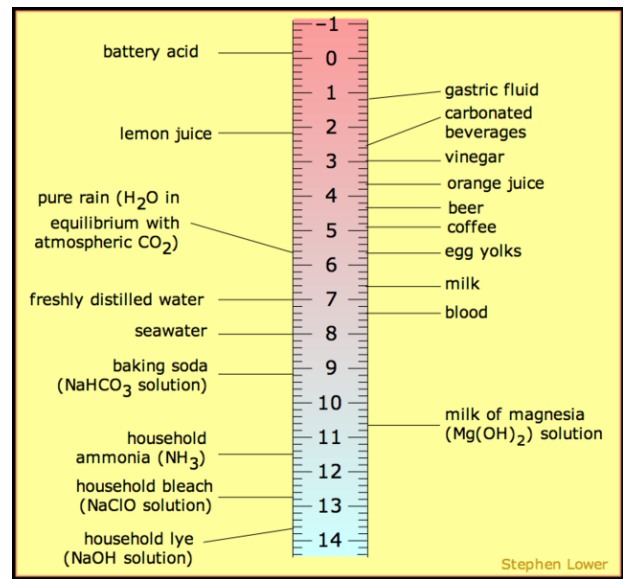 battery acid
lemon juice
pure rain (H₂O in
equilibrium with
atmospheric CO₂)
freshly distilled water
seawater
baking soda
(NaHCO₃ solution)
household
ammonia (NH₃)
household bleach
(NaClO solution)
household lye
(NaOH solution)
–1
0
1
2
3
4
5
6
7
8
9
10
11
12
13
14
gastric fluid
carbonated
beverages
vinegar
orange juice
beer
coffee
egg yolks
milk
blood
milk of magnesia
(Mg(OH)₂) solution
Stephen Lower